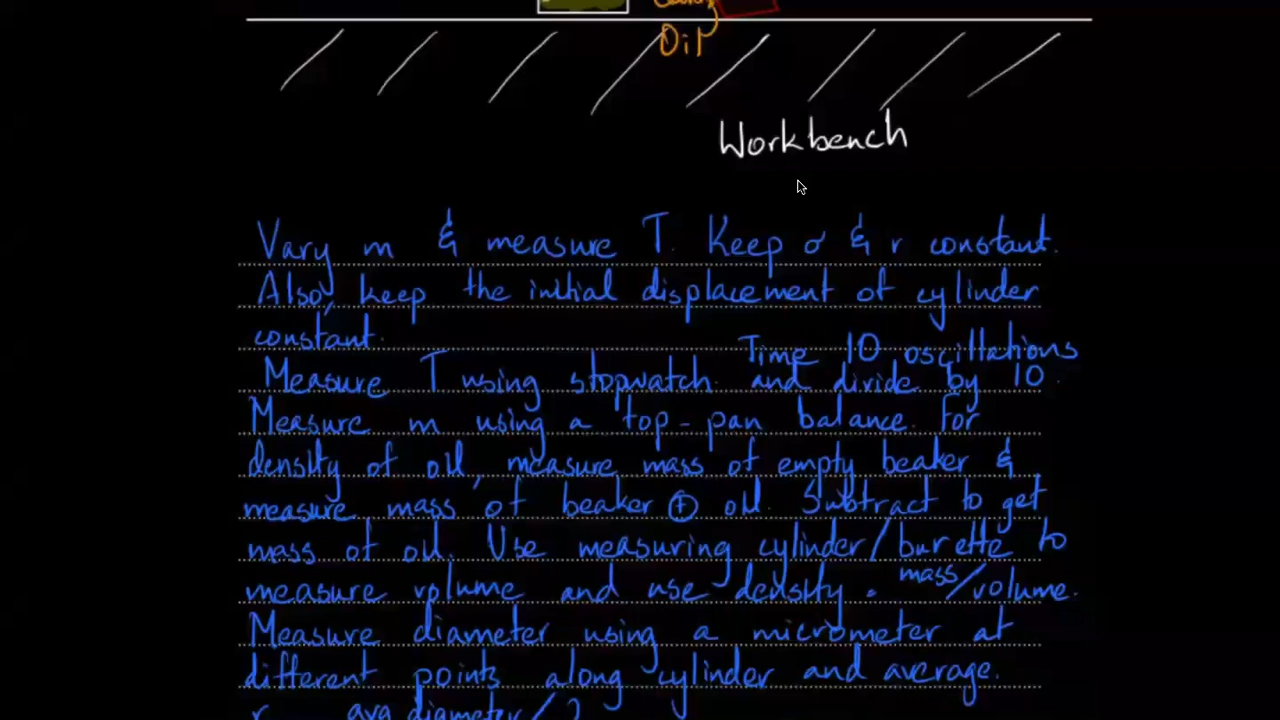 Oil
Workbench
Vary m & measure T. Keep σ & r constant.
Also, keep the initial displacement of cylinder
constant.
Time 10 oscillations
Measure T using stopwatch. and divide by 10.
Measure m using a top-pan balance. For
density of oil, measure mass of empty beaker &
measure mass of beaker + oil. Subtract to get
mass of oil. Use measuring cylinder/burette to
measure volume and use density = mass/volume.
Measure diameter using a micrometer at
different points along cylinder and average.
avg diameter/2